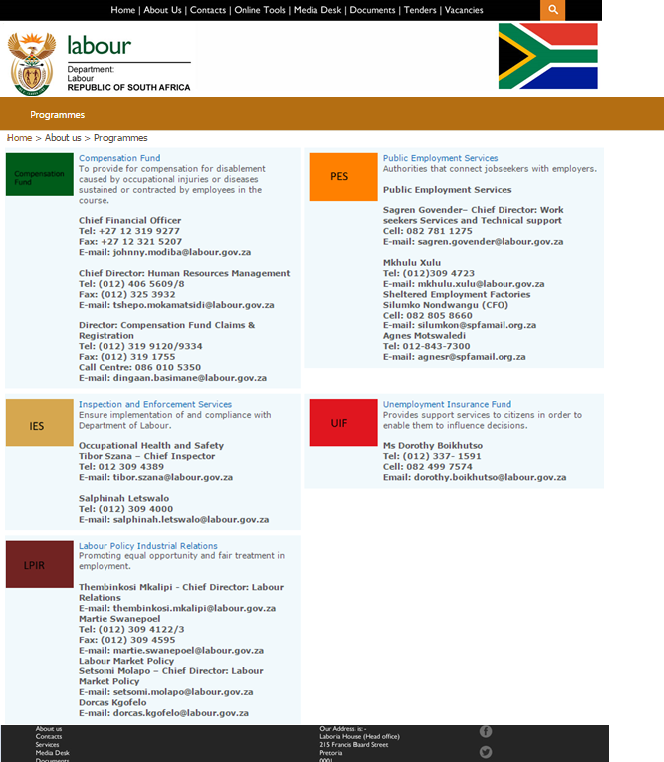 Home | About Us | Contacts | Online Tools | Media Desk | Documents | Tenders | Vacancies
labour
Department:
Labour
REPUBLIC OF SOUTH AFRICA
Programmes
Home > About us > Programmes
Compensation
Fund
Compensation Fund
To provide for compensation for disablement
caused by occupational injuries or diseases
sustained or contracted by employees in the
course.
Chief Financial Officer
Tel: +27 12 319 9277
Fax: +27 12 321 5207
E-mail: johnny.modiba@labour.gov.za
Chief Director: Human Resources Management
Tel: (012) 406 5609/8
Fax: (012) 325 3932
E-mail: tshepo.mokamatsidi@labour.gov.za
Director: Compensation Fund Claims &
Registration
Tel: (012) 319 9120/9334
Fax: (012) 319 1755
Call Centre: 086 010 5350
E-mail: dingaan.basimane@labour.gov.za
PES
Public Employment Services
Authorities that connect jobseekers with employers.
Public Employment Services
Sagren Govender– Chief Director: Work
seekers Services and Technical support
Cell: 082 781 1275
E-mail: sagren.govender@labour.gov.za
Mkhulu Xulu
Tel: (012)309 4723
E-mail: mkhulu.xulu@labour.gov.za
Sheltered Employment Factories
Silumko Nondwangu (CFO)
Cell: 082 805 8660
E-mail: silumkon@spfamail.org.za
Agnes Motswaledi
Tel: 012-843-7300
E-mail: agnesr@spfamail.org.za
IES
Inspection and Enforcement Services
Ensure implementation of and compliance with
Department of Labour.
Occupational Health and Safety
Tibor Szana – Chief Inspector
Tel: 012 309 4389
E-mail: tibor.szana@labour.gov.za
Salphinah Letswalo
Tel: (012) 309 4000
E-mail: salphinah.letswalo@labour.gov.za
UIF
Unemployment Insurance Fund
Provides support services to citizens in order to
enable them to influence decisions.
Ms Dorothy Boikhutso
Tel: (012) 337- 1591
Cell: 082 499 7574
Email: dorothy.boikhutso@labour.gov.za
LPIR
Labour Policy Industrial Relations
Promoting equal opportunity and fair treatment in
employment.
Thembinkosi Mkalipi - Chief Director: Labour
Relations
E-mail: thembinkosi.mkalipi@labour.gov.za
Martie Swanepoel
Tel: (012) 309 4122/3
Fax: (012) 309 4595
E-mail: martie.swanepoel@labour.gov.za
Labour Market Policy
Setsomi Molapo – Chief Director: Labour
Market Policy
E-mail: setsomi.molapo@labour.gov.za
Dorcas Kgofelo
E-mail: dorcas.kgofelo@labour.gov.za
About us
Contacts
Services
Media Desk
Documents
Our Address is:-
Laboria House (Head office)
215 Francis Baard Street
Pretoria
0001